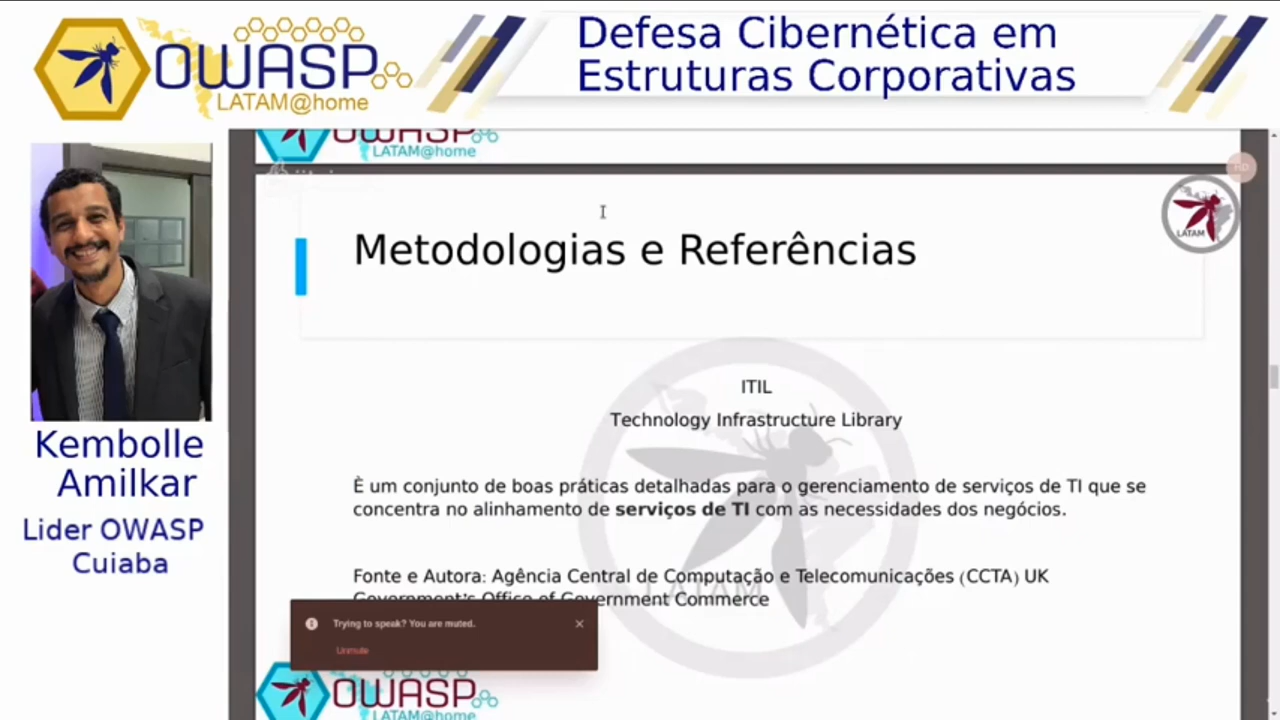 OWASP
LATAM@home
Defesa Cibernética em
Estruturas Corporativas
OWASP
LATAM@home
LATAM
Metodologias e Referências
ITIL
Technology Infrastructure Library
È um conjunto de boas práticas detalhadas para o gerenciamento de serviços de TI que se
concentra no alinhamento de serviços de TI com as necessidades dos negócios.
Fonte e Autora: Agência Central de Computação e Telecomunicações (CCTA) UK
Government's Office of Government Commerce
LATAM
Trying to speak? You are muted.
Unmute
OWASP
LATAM@home
Kembolle
Amilkar
Lider OWASP
Cuiaba